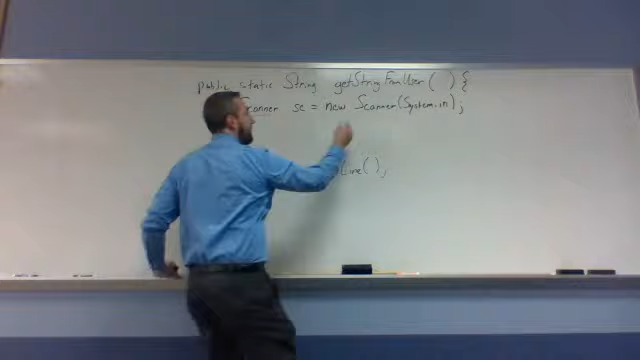 public static String getStringFromUser( ) {
Scanner sc = new Scanner(System.in);
Line( );